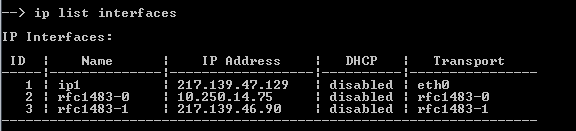 --> ip list interfaces
IP Interfaces:
ID | Name | IP Address | DHCP | Transport
1 | ip1 | 217.139.47.129 | disabled | eth0
2 | rfc1483-0 | 10.250.14.75 | disabled | rfc1483-0
3 | rfc1483-1 | 217.139.46.90 | disabled | rfc1483-1